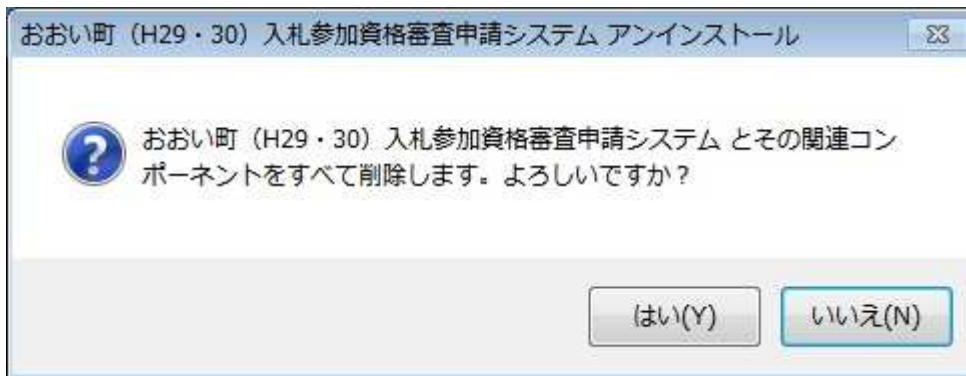 おおい町（H29・30）入札参加資格審査申請システム アンインストール
おおい町（H29・30）入札参加資格審査申請システム とその関連コン
ポーネントをすべて削除します。よろしいですか？
はい(Y)
いいえ(N)